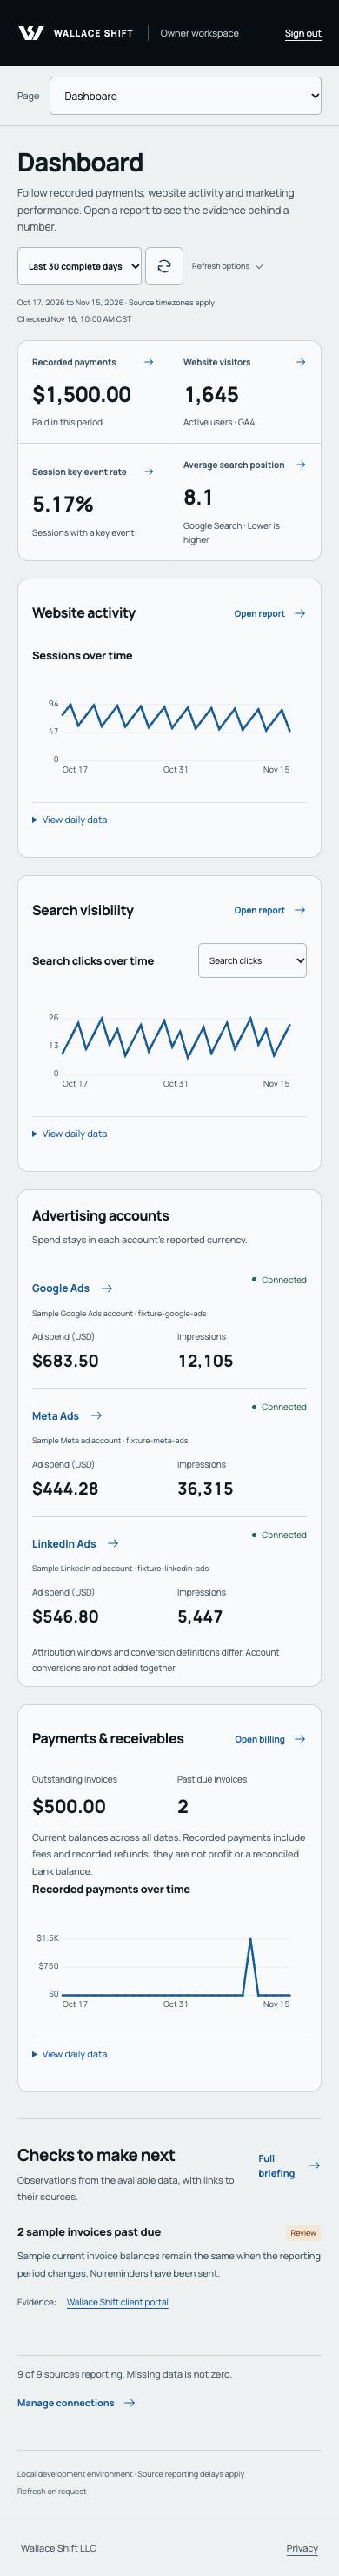 WALLACE SHIFT
Owner workspace
Sign out
Page
Dashboard
Dashboard
Follow recorded payments, website activity and marketing
performance. Open a report to see the evidence behind a
number.
Last 30 complete days
Refresh options
Oct 17, 2026 to Nov 15, 2026 · Source timezones apply
Checked Nov 16, 10:00 AM CST
Recorded payments
$1,500.00
Paid in this period
Website visitors
1,645
Active users · GA4
Session key event rate
5.17%
Sessions with a key event
Average search position
8.1
Google Search · Lower is
higher
Website activity
Open report
Sessions over time
94
47
0
Oct 17
Oct 31
Nov 15
View daily data
Search visibility
Open report
Search clicks over time
Search clicks
26
13
0
Oct 17
Oct 31
Nov 15
View daily data
Advertising accounts
Spend stays in each account's reported currency.
Google Ads
Connected
Sample Google Ads account · fixture-google-ads
Ad spend (USD)
Impressions
$683.50
12,105
Meta Ads
Connected
Sample Meta ad account · fixture-meta-ads
Ad spend (USD)
Impressions
$444.28
36,315
LinkedIn Ads
Connected
Sample LinkedIn ad account · fixture-linkedin-ads
Ad spend (USD)
Impressions
$546.80
5,447
Attribution windows and conversion definitions differ. Account
conversions are not added together.
Payments & receivables
Open billing
Outstanding invoices
Past due invoices
$500.00
2
Current balances across all dates. Recorded payments include
fees and recorded refunds; they are not profit or a reconciled
bank balance.
Recorded payments over time
$1.5K
$750
$0
Oct 17
Oct 31
Nov 15
View daily data
Checks to make next
Full
briefing
Observations from the available data, with links to
their sources.
2 sample invoices past due
Review
Sample current invoice balances remain the same when the reporting
period changes. No reminders have been sent.
Evidence:
Wallace Shift client portal
9 of 9 sources reporting. Missing data is not zero.
Manage connections
Local development environment · Source reporting delays apply
Refresh on request
Wallace Shift LLC
Privacy